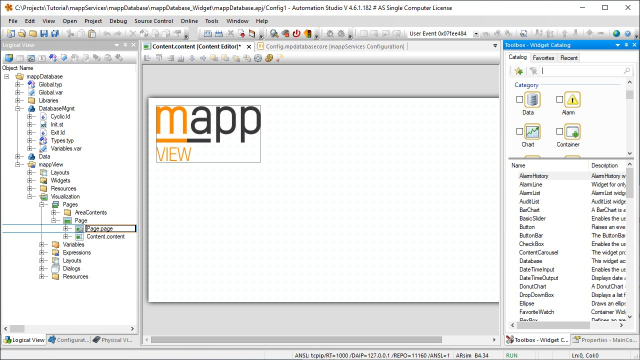 C:\Projects\Tutorial\mappServices\mappDatabase\mappDatabase_Widget\mappDatabase.apj/Config1 - Automation Studio V 4.6.1.182 # AS Single Computer License
File Edit View Insert Open Project Debug Source Control Online Tools Window Help
User Event 0x07fee484
Logical View
Content.content [Content Editor]* Config.mpdatabasecore [mappServices Configuration]
Toolbox - Widget Catalog
Catalog Favorites Recent
Object Name
mappDatabase
Global.typ
Global.var
Libraries
DatabaseMgmt
Cyclic.ld
Init.st
Exit.ld
Types.typ
Variables.var
Data
mappView
Layouts
Widgets
Resources
Visualization
Pages
AreaContents
Page
Page.page
Content.content
Variables
Expressions
Layouts
Dialogs
Resources
mapp
VIEW
Category
Data Alarm
Chart Container
Name Description
AlarmHistory AlarmHistory
AlarmLine Widget for only
AlarmList AlarmList Widg
AuditList AuditList Widg
BarChart A BarChart is a
BasicSlider Enables the us
Button Raises an even
ButtonBar The ButtonBar
CheckBox Enables the us
ContentCarousel The widget pro
Database This widget ac
DateTimeInput Enables the us
DateTimeOutput Displays date a
DonutChart A DonutChart i
DropDownBox Displays a list
Ellipse Draws an ellips
FavoriteWatch Container Widg
FlexBox Defines an are
Logical View Configurat... Physical View
Toolbox - Widget C... Properties - MainCo...
ANSL: tcpip/RT=1000 /DAIP=127.0.0.1 /REPO=11160 /ANSL=1 ARsim B4.34 RUN Ln:0, Col:0